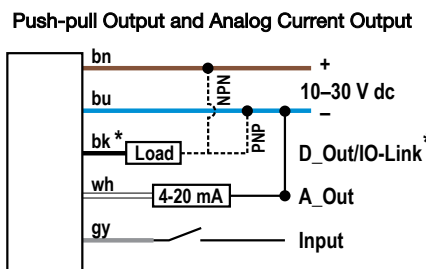 Push-pull Output and Analog Current Output
bn +
NPN
10–30 V dc
bu –
bk * Load PNP D_Out/IO-Link*
wh 4-20 mA A_Out
gy Input